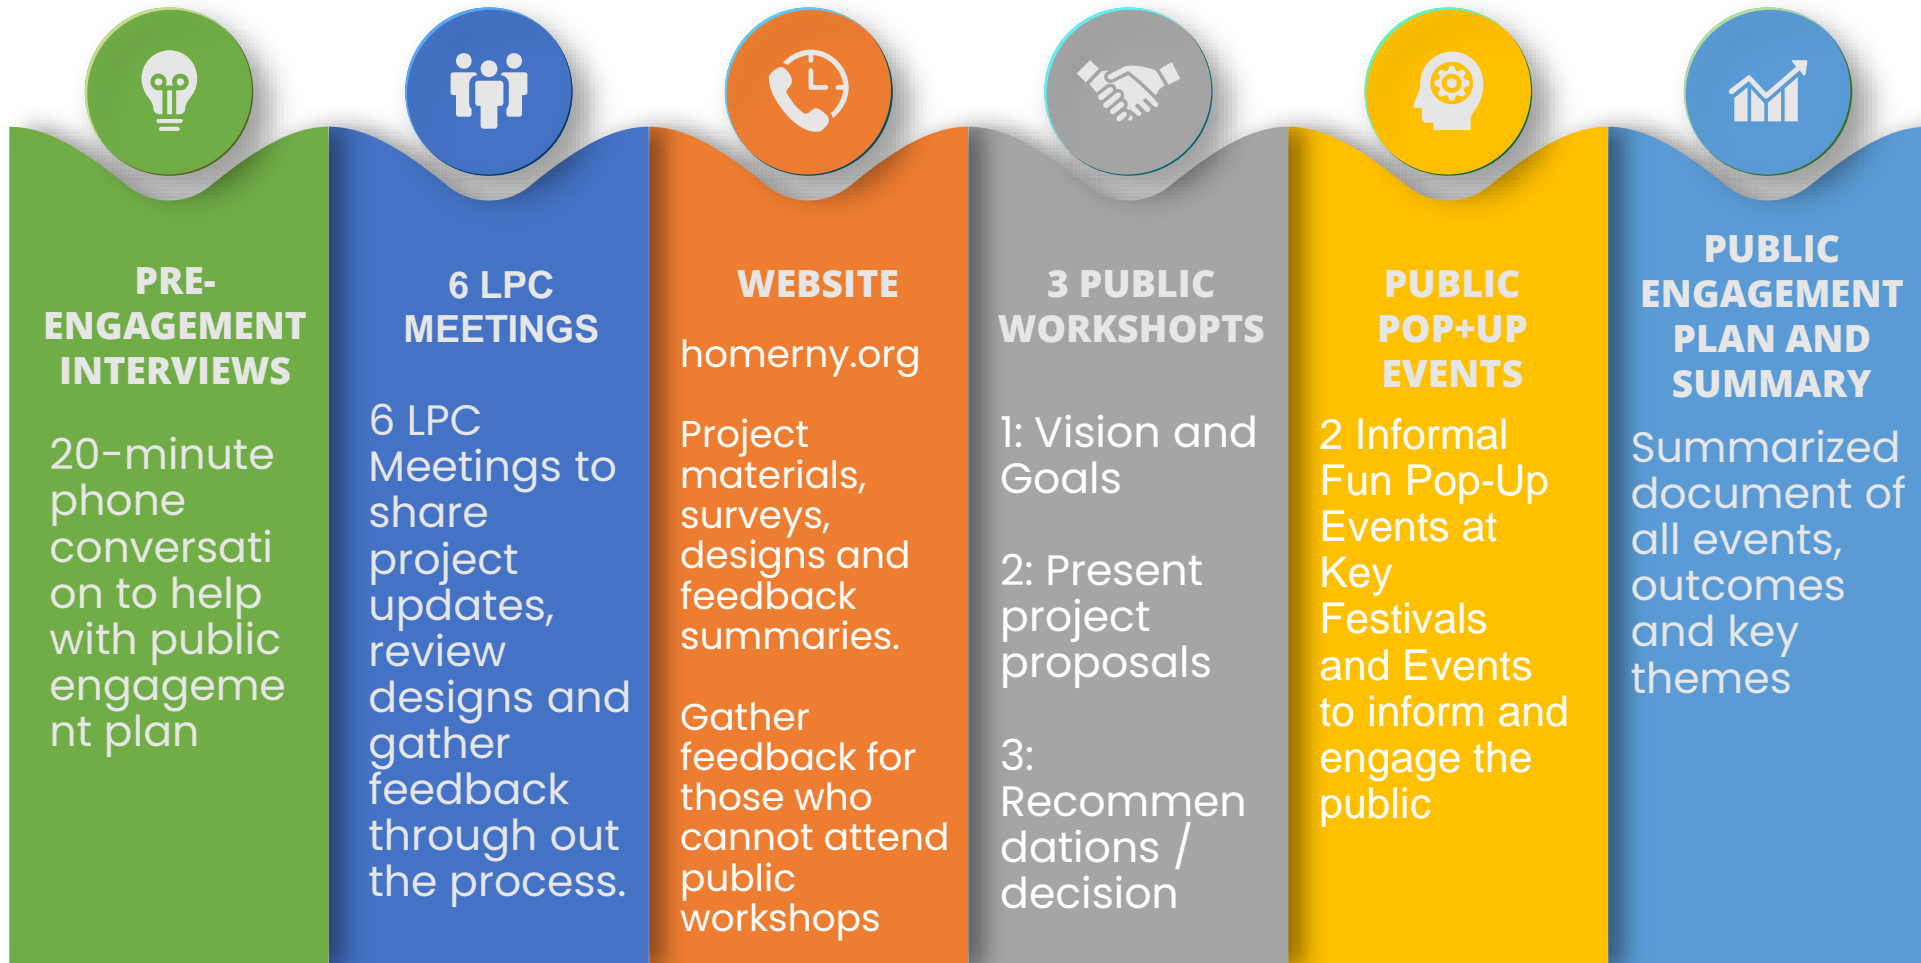 PRE-
ENGAGEMENT
INTERVIEWS
20-minute
phone
conversati
on to help
with public
engageme
nt plan
6 LPC
MEETINGS
6 LPC
Meetings to
share
project
updates,
review
designs and
gather
feedback
through out
the process.
WEBSITE
homerny.org
Project
materials,
surveys,
designs and
feedback
summaries.
Gather
feedback for
those who
cannot attend
public
workshops
3 PUBLIC
WORKSHOPTS
1: Vision and
Goals
2: Present
project
proposals
3:
Recommen
dations /
decision
PUBLIC
POP+UP
EVENTS
2 Informal
Fun Pop-Up
Events at
Key
Festivals
and Events
to inform and
engage the
public
PUBLIC
ENGAGEMENT
PLAN AND
SUMMARY
Summarized
document of
all events,
outcomes
and key
themes